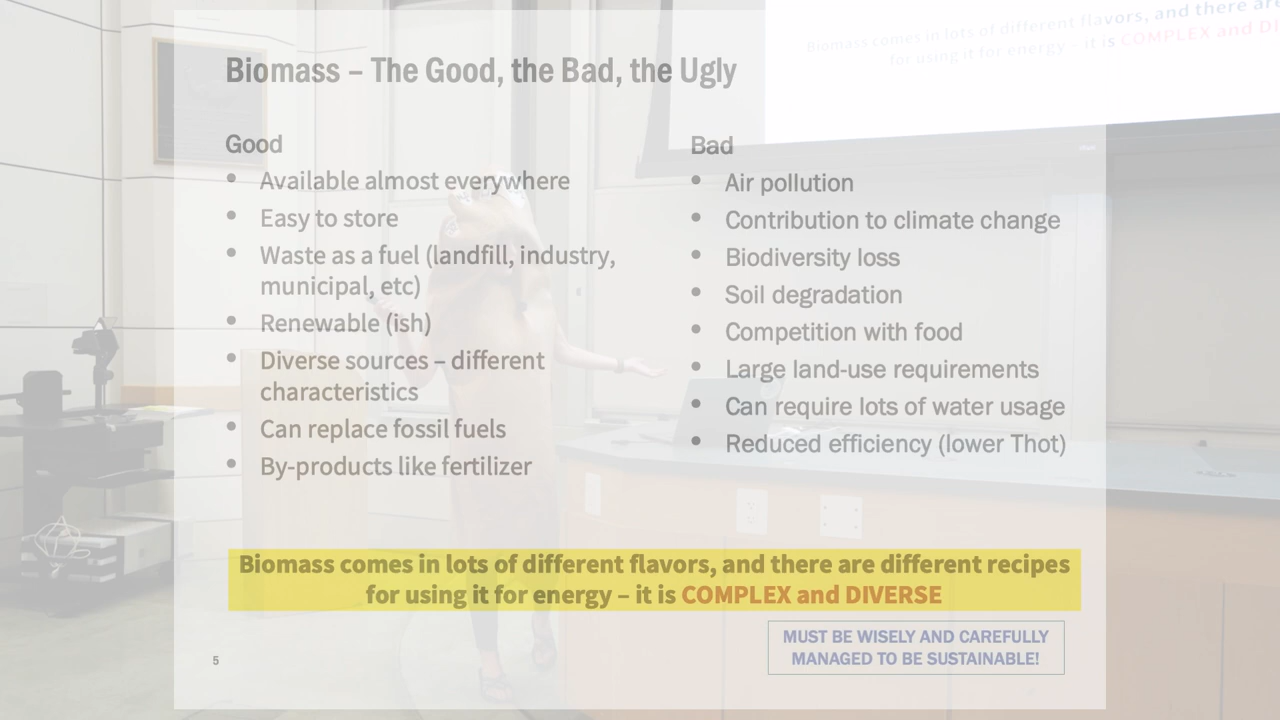 Biomass comes in lots of different flavors, and there are
for using it for energy – it is COMPLEX and DI
Biomass – The Good, the Bad, the Ugly
Good
• Available almost everywhere
• Easy to store
• Waste as a fuel (landfill, industry,
municipal, etc)
• Renewable (ish)
• Diverse sources – different
characteristics
• Can replace fossil fuels
• By-products like fertilizer
Bad
• Air pollution
• Contribution to climate change
• Biodiversity loss
• Soil degradation
• Competition with food
• Large land-use requirements
• Can require lots of water usage
• Reduced efficiency (lower Thot)
Biomass comes in lots of different flavors, and there are different recipes
for using it for energy – it is COMPLEX and DIVERSE
MUST BE WISELY AND CAREFULLY
MANAGED TO BE SUSTAINABLE!
5